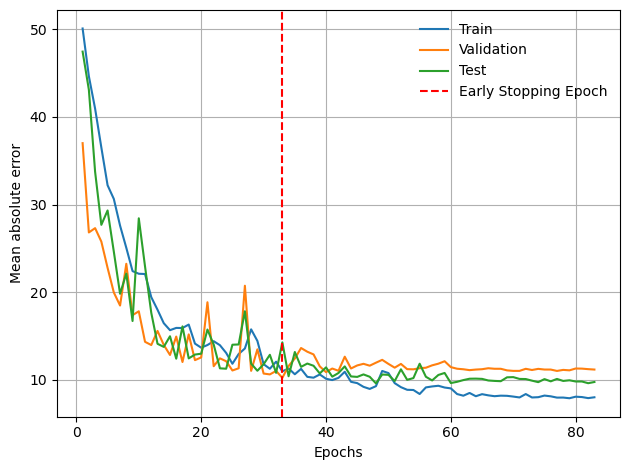 50
40
30
20
10
0
20
40
60
80
Mean absolute error
Epochs
Train
Validation
Test
Early Stopping Epoch